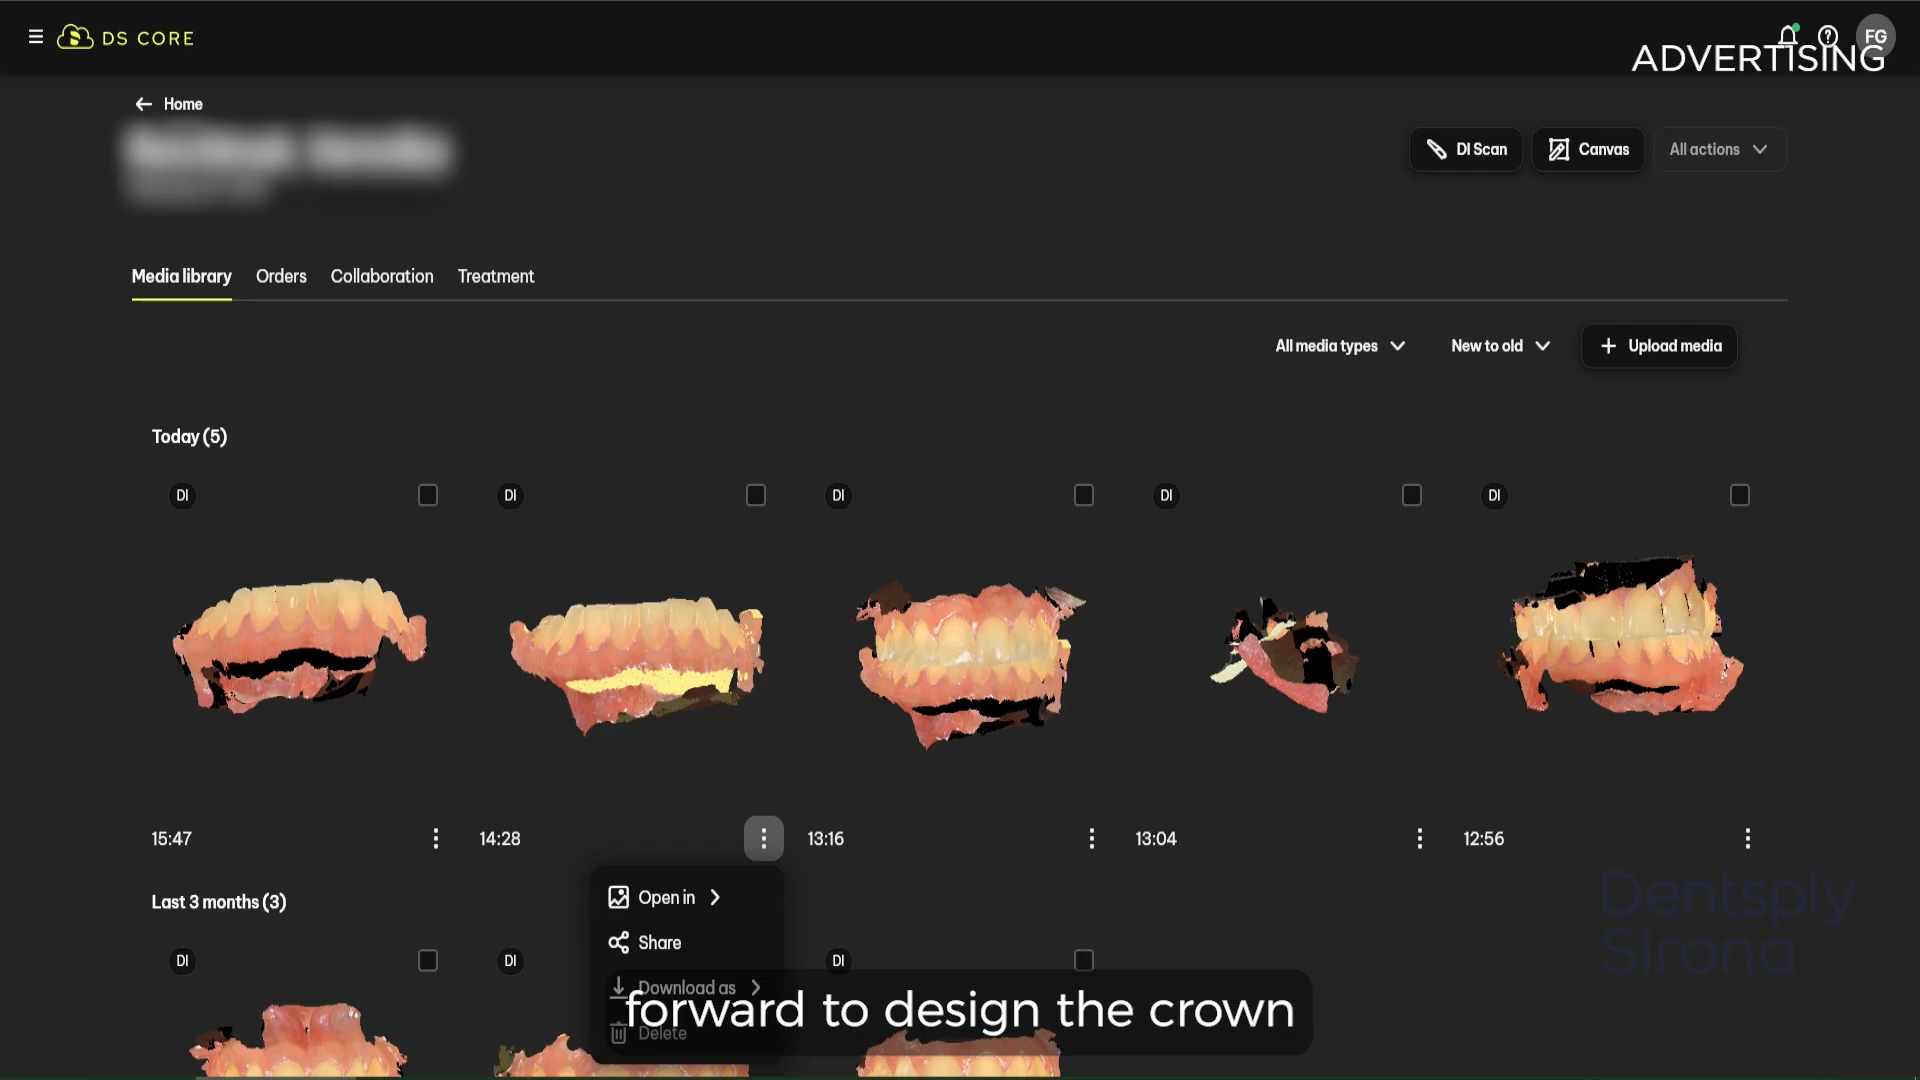 DS CORE
FG
ADVERTISING
Home
DI Scan
Canvas
All actions
Media library
Orders
Collaboration
Treatment
All media types
New to old
Upload media
Today (5)
DI
DI
DI
DI
DI
15:47
14:28
13:16
13:04
12:56
Open in
Share
Download as
Delete
Last 3 months (3)
DI
DI
DI
Dentsply
Sirona
forward to design the crown